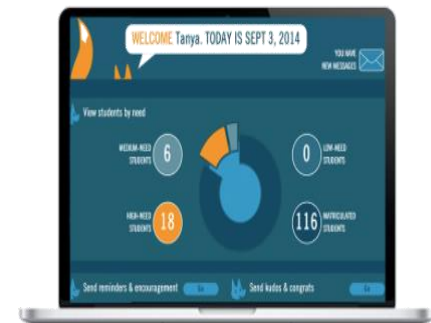 WELCOME Tanya. TODAY IS SEPT 3, 2014
YOU HAVE
NEW MESSAGES
View students by need
MEDIUM-NEED
STUDENTS
6
0
LOW-NEED
STUDENTS
HIGH-NEED
STUDENTS
18
116
MATRICULATED
STUDENTS
Send reminders & encouragement
Go
Send kudos & congrats
Go